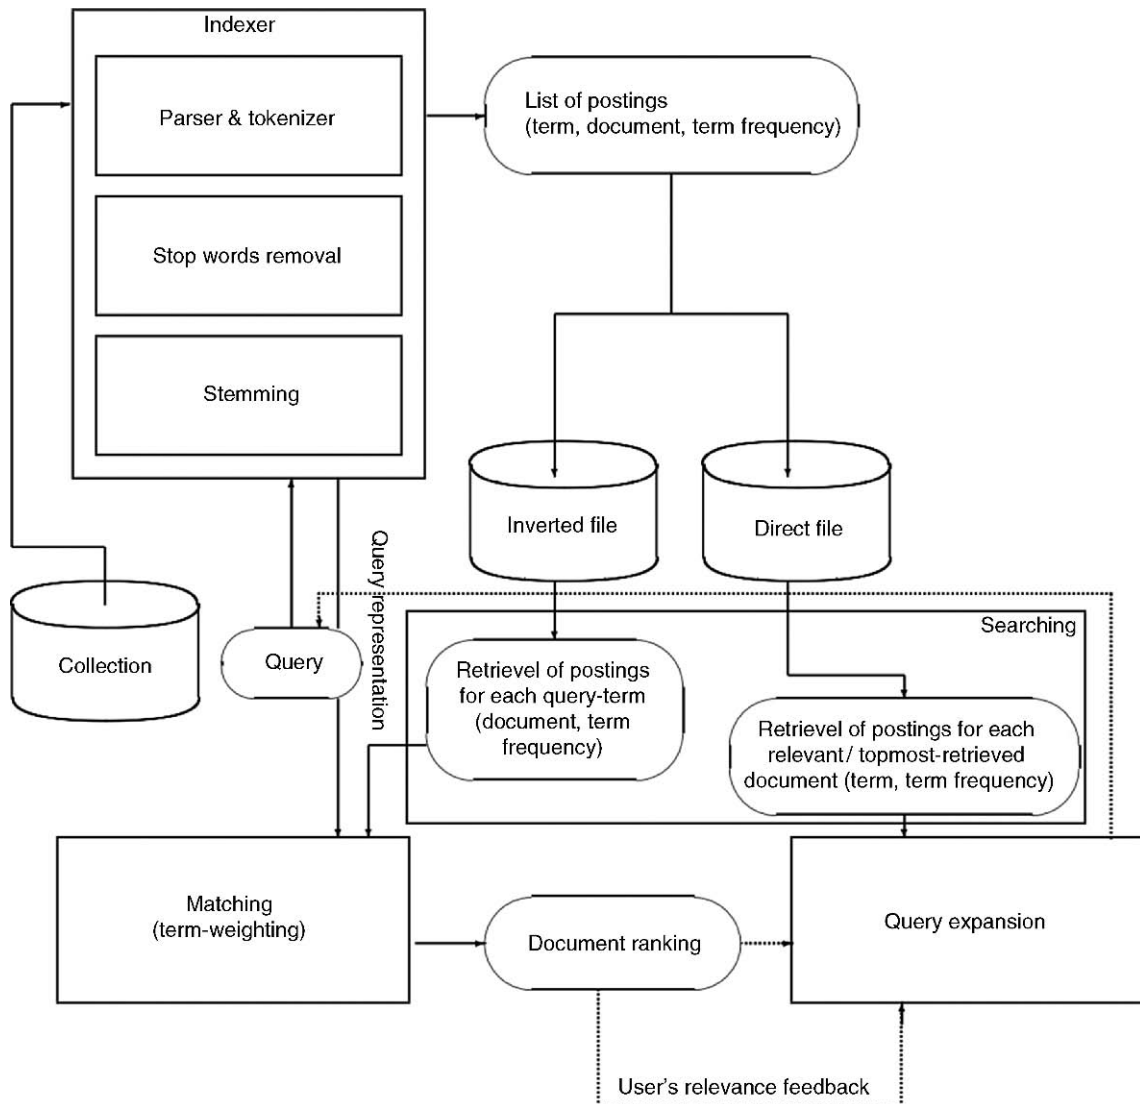 Indexer
Parser & tokenizer
Stop words removal
Stemming
List of postings
(term, document, term frequency)
Inverted file
Direct file
Collection
Query
Query representation
Searching
Retrievel of postings
for each query-term
(document, term
frequency)
Retrievel of postings for each
relevant/ topmost-retrieved
document (term, term frequency)
Matching
(term-weighting)
Document ranking
Query expansion
User's relevance feedback